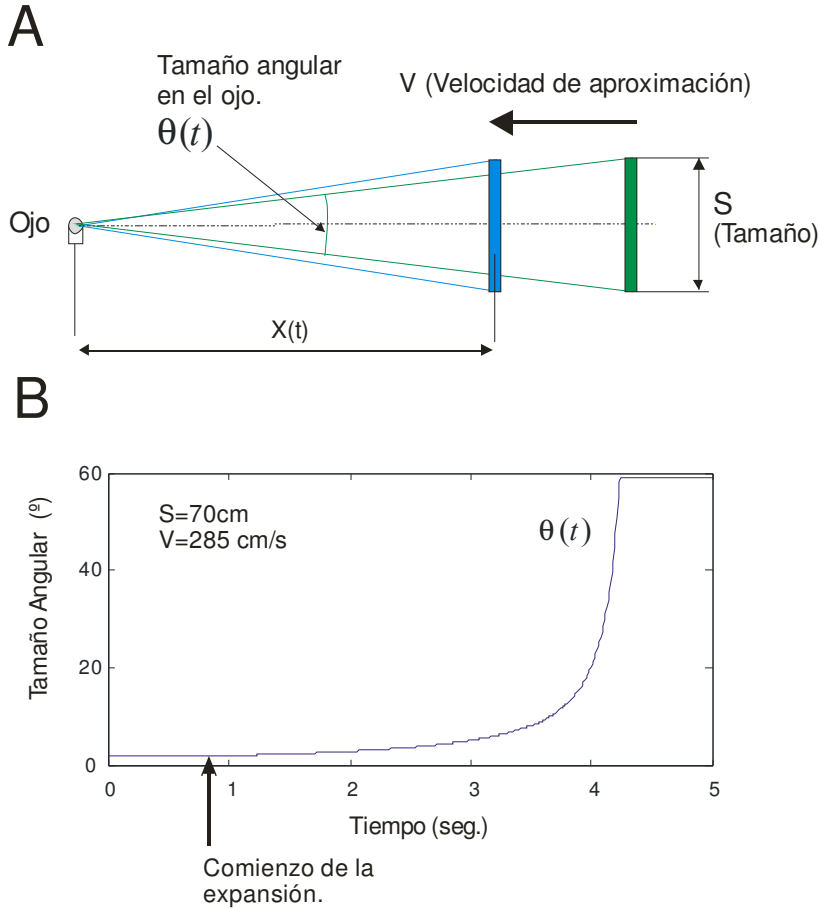 A
Tamaño angular
en el ojo.
θ(t)
V (Velocidad de aproximación)
Ojo
S
(Tamaño)
X(t)
B
Tamaño Angular (º)
60
40
20
0
S=70cm
V=285 cm/s
θ(t)
0 1 2 3 4 5
Tiempo (seg.)
Comienzo de la
expansión.